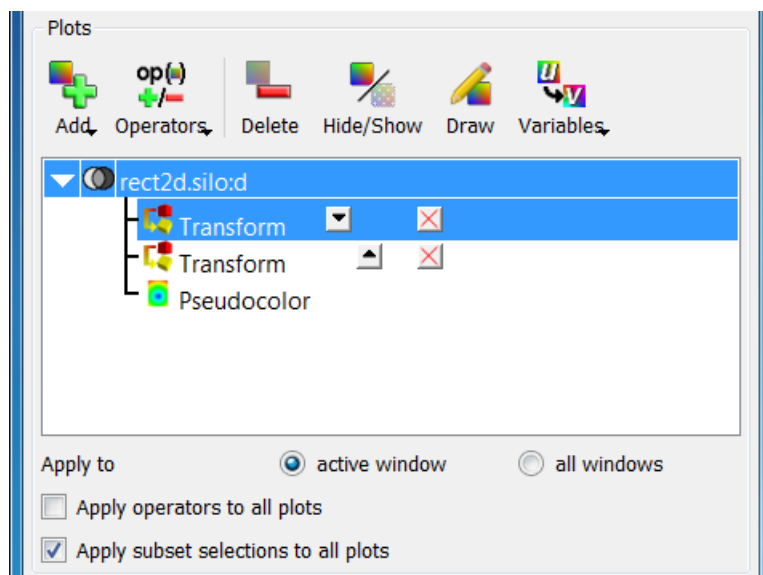 Plots
op(=)
+/−
Add Operators Delete Hide/Show Draw Variables
u
v
rect2d.silo:d
Transform
Transform
Pseudocolor
Apply to active window all windows
Apply operators to all plots
Apply subset selections to all plots